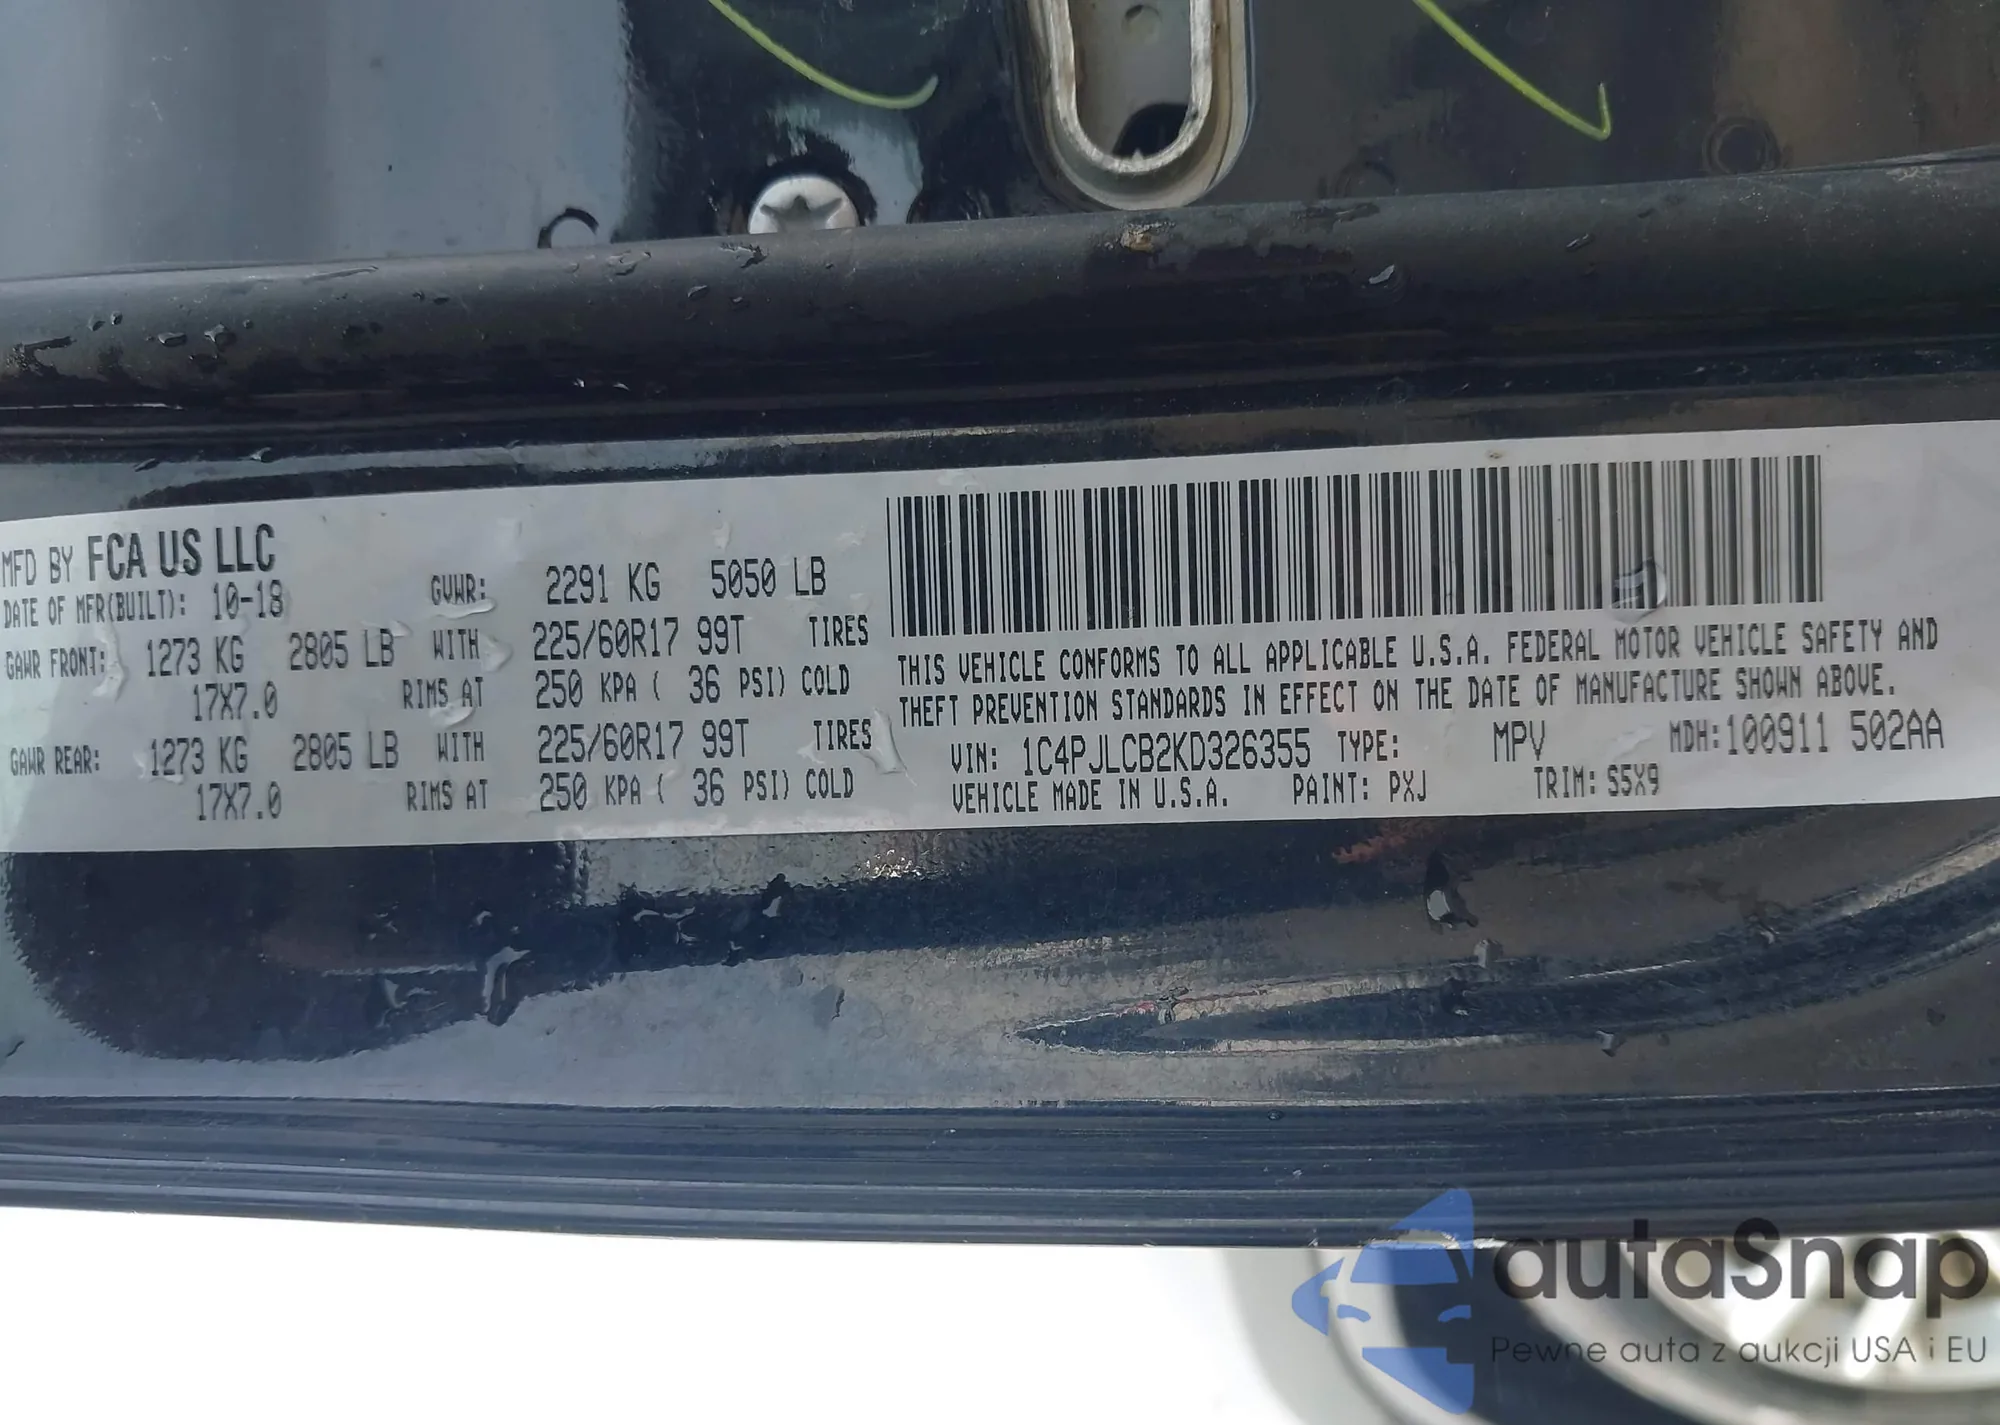 MFD BY FCA US LLC
DATE OF MFR(BUILT): 10-18 GVWR: 2291 KG 5050 LB
GAWR FRONT: 1273 KG 2805 LB WITH 225/60R17 99T TIRES
17X7.0 RIMS AT 250 KPA ( 36 PSI) COLD
GAWR REAR: 1273 KG 2805 LB WITH 225/60R17 99T TIRES
17X7.0 RIMS AT 250 KPA ( 36 PSI) COLD
THIS VEHICLE CONFORMS TO ALL APPLICABLE U.S.A. FEDERAL MOTOR VEHICLE SAFETY AND
THEFT PREVENTION STANDARDS IN EFFECT ON THE DATE OF MANUFACTURE SHOWN ABOVE.
VIN: 1C4PJLCB2KD326355 TYPE: MPV MDH:100911 502AA
VEHICLE MADE IN U.S.A. PAINT: PXJ TRIM: S5X9
autaSnap
Pewne auta z aukcji USA i EU